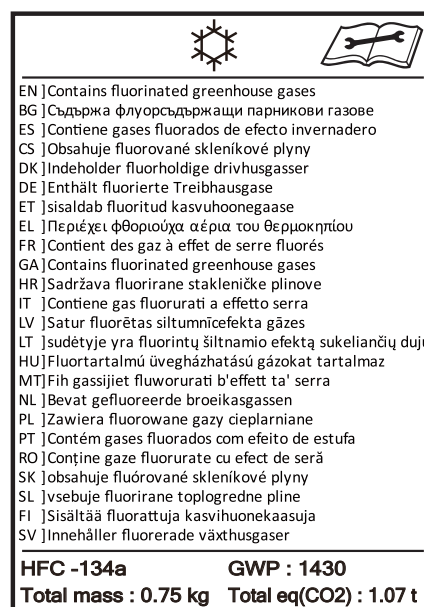 EN ]Contains fluorinated greenhouse gases
BG ]Съдържа флуорсъдържащи парникови газове
ES ]Contiene gases fluorados de efecto invernadero
CS ]Obsahuje fluorované skleníkové plyny
DK ]Indeholder fluorholdige drivhusgasser
DE ]Enthält fluorierte Treibhausgase
ET ]sisaldab fluoritud kasvuhoonegaase
EL ]Περιέχει φθοριούχα αέρια του θερμοκηπίου
FR ]Contient des gaz à effet de serre fluorés
GA ]Contains fluorinated greenhouse gases
HR ]Sadržava fluorirane stakleničke plinove
IT ]Contiene gas fluorurati a effetto serra
LV ]Satur fluorētas siltumnīcefekta gāzes
LT ]sudėtyje yra fluorintų šiltnamio efektą sukeliančių duju
HU]Fluortartalmú üvegházhatású gázokat tartalmaz
MT]Fih gassijiet fluworurati b'effett ta' serra
NL ]Bevat gefluoreerde broeikasgassen
PL ]Zawiera fluorowane gazy cieplarniane
PT ]Contém gases fluorados com efeito de estufa
RO ]Conține gaze fluorurate cu efect de seră
SK ]obsahuje fluórované skleníkové plyny
SL ]vsebuje fluorirane toplogredne pline
FI ]Sisältää fluorattuja kasvihuonekaasuja
SV ]Innehåller fluorerade växthusgaser
HFC -134a GWP : 1430
Total mass : 0.75 kg Total eq(CO2) : 1.07 t